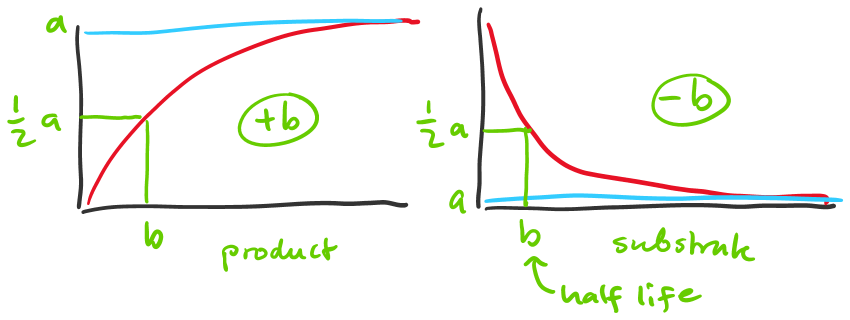 a
½ a
+b
b
product
½ a
a
-b
b
substrate
half life